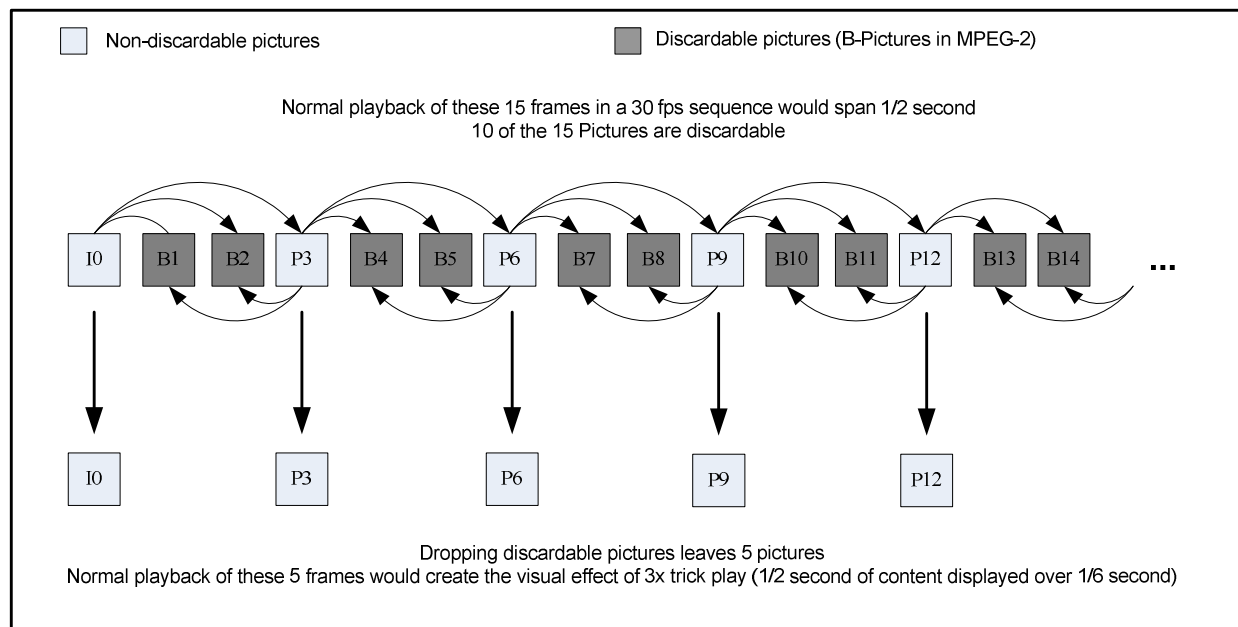 Non-discardable pictures
Discardable pictures (B-Pictures in MPEG-2)
Normal playback of these 15 frames in a 30 fps sequence would span 1/2 second
10 of the 15 Pictures are discardable
I0 B1 B2 P3 B4 B5 P6 B7 B8 P9 B10 B11 P12 B13 B14 ...
I0 P3 P6 P9 P12
Dropping discardable pictures leaves 5 pictures
Normal playback of these 5 frames would create the visual effect of 3x trick play (1/2 second of content displayed over 1/6 second)